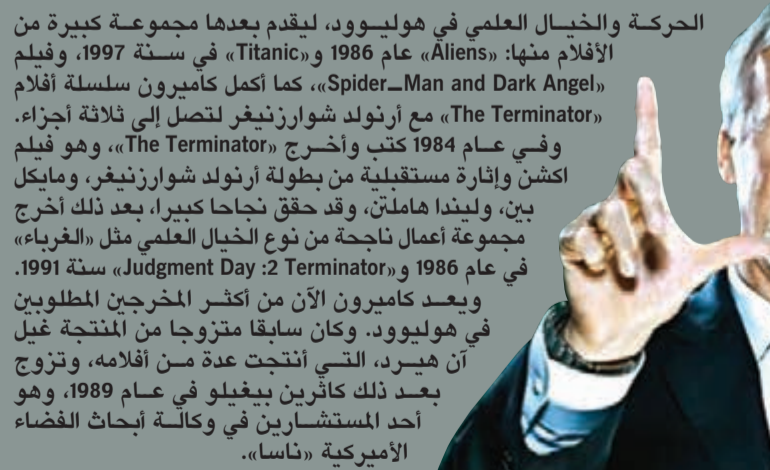 الحركة والخيال العلمي في هوليوود، ليقدم بعدها مجموعة كبيرة من
الأفلام منها: «Aliens» عام 1986 و«Titanic» في سنة 1997، وفيلم
«Spider_Man and Dark Angel»، كما أكمل كاميرون سلسلة أفلام
«The Terminator» مع أرنولد شوارزنيغر لتصل إلى ثلاثة أجزاء.
وفي عام 1984 كتب وأخرج «The Terminator»، وهو فيلم
اكشن وإثارة مستقبلية من بطولة أرنولد شوارزنيغر، ومايكل
بين، وليندا هاملتن، وقد حقق نجاحا كبيرا، بعد ذلك أخرج
مجموعة أعمال ناجحة من نوع الخيال العلمي مثل «الغرباء»
في عام 1986 و«Judgment Day :2 Terminator» سنة 1991.
ويعد كاميرون الآن من أكثر المخرجين المطلوبين
في هوليوود. وكان سابقا متزوجا من المنتجة غيل
آن هيرد، التي أنتجت عدة من أفلامه، وتزوج
بعد ذلك كاثرين بيغيلو في عام 1989، وهو
أحد المستشارين في وكالة أبحاث الفضاء
الأميركية «ناسا».